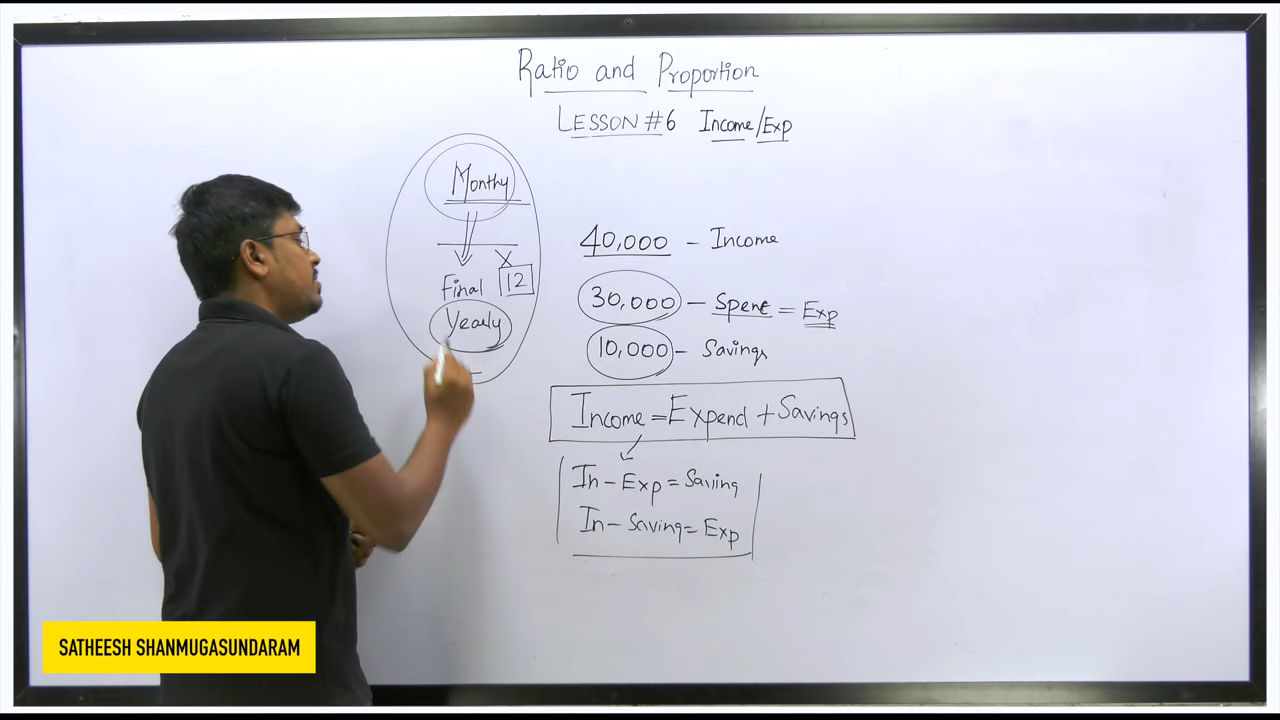 Ratio and Proportion
LESSON #6 Income/Exp
Monthy
X
Final 12
Yearly
40,000 - Income
30,000 - Spent = Exp
10,000 - Savings
Income = Expend + Savings
In - Exp = Saving
In - Saving = Exp
SATHEESH SHANMUGASUNDARAM